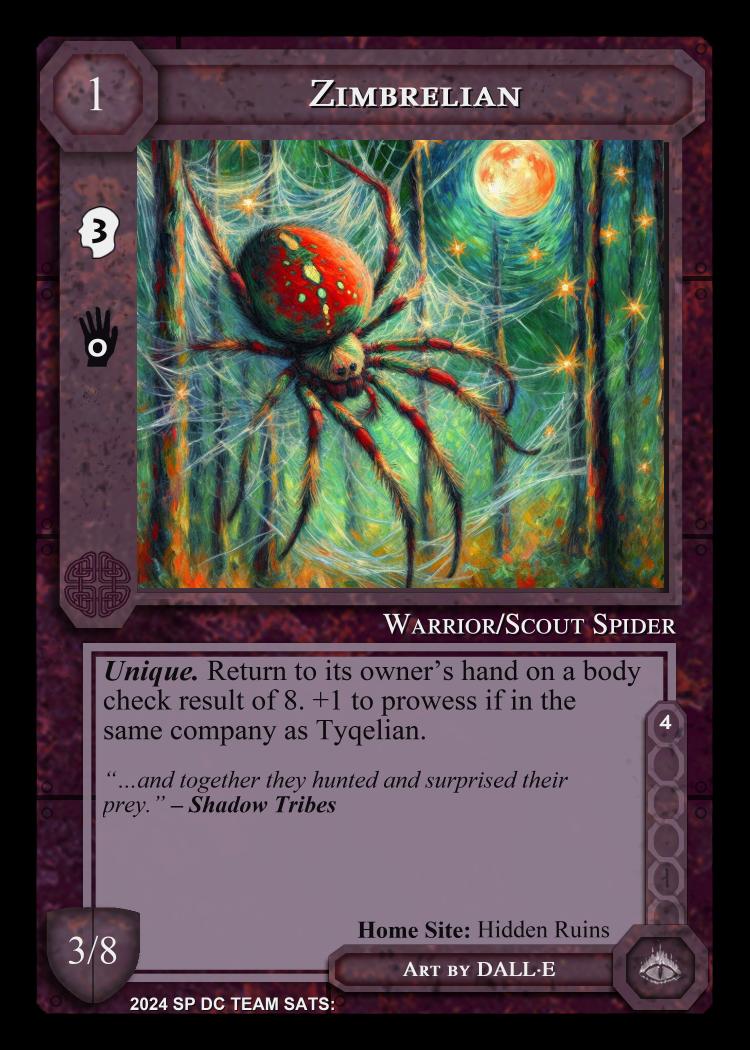 1
Zimbrelian
3
0
Warrior/Scout Spider
Unique. Return to its owner’s hand on a body
check result of 8. +1 to prowess if in the
same company as Tyqelian.
“...and together they hunted and surprised their
prey.” – Shadow Tribes
4
Home Site: Hidden Ruins
3/8
Art by DALL·E
2024 SP DC TEAM SATS: